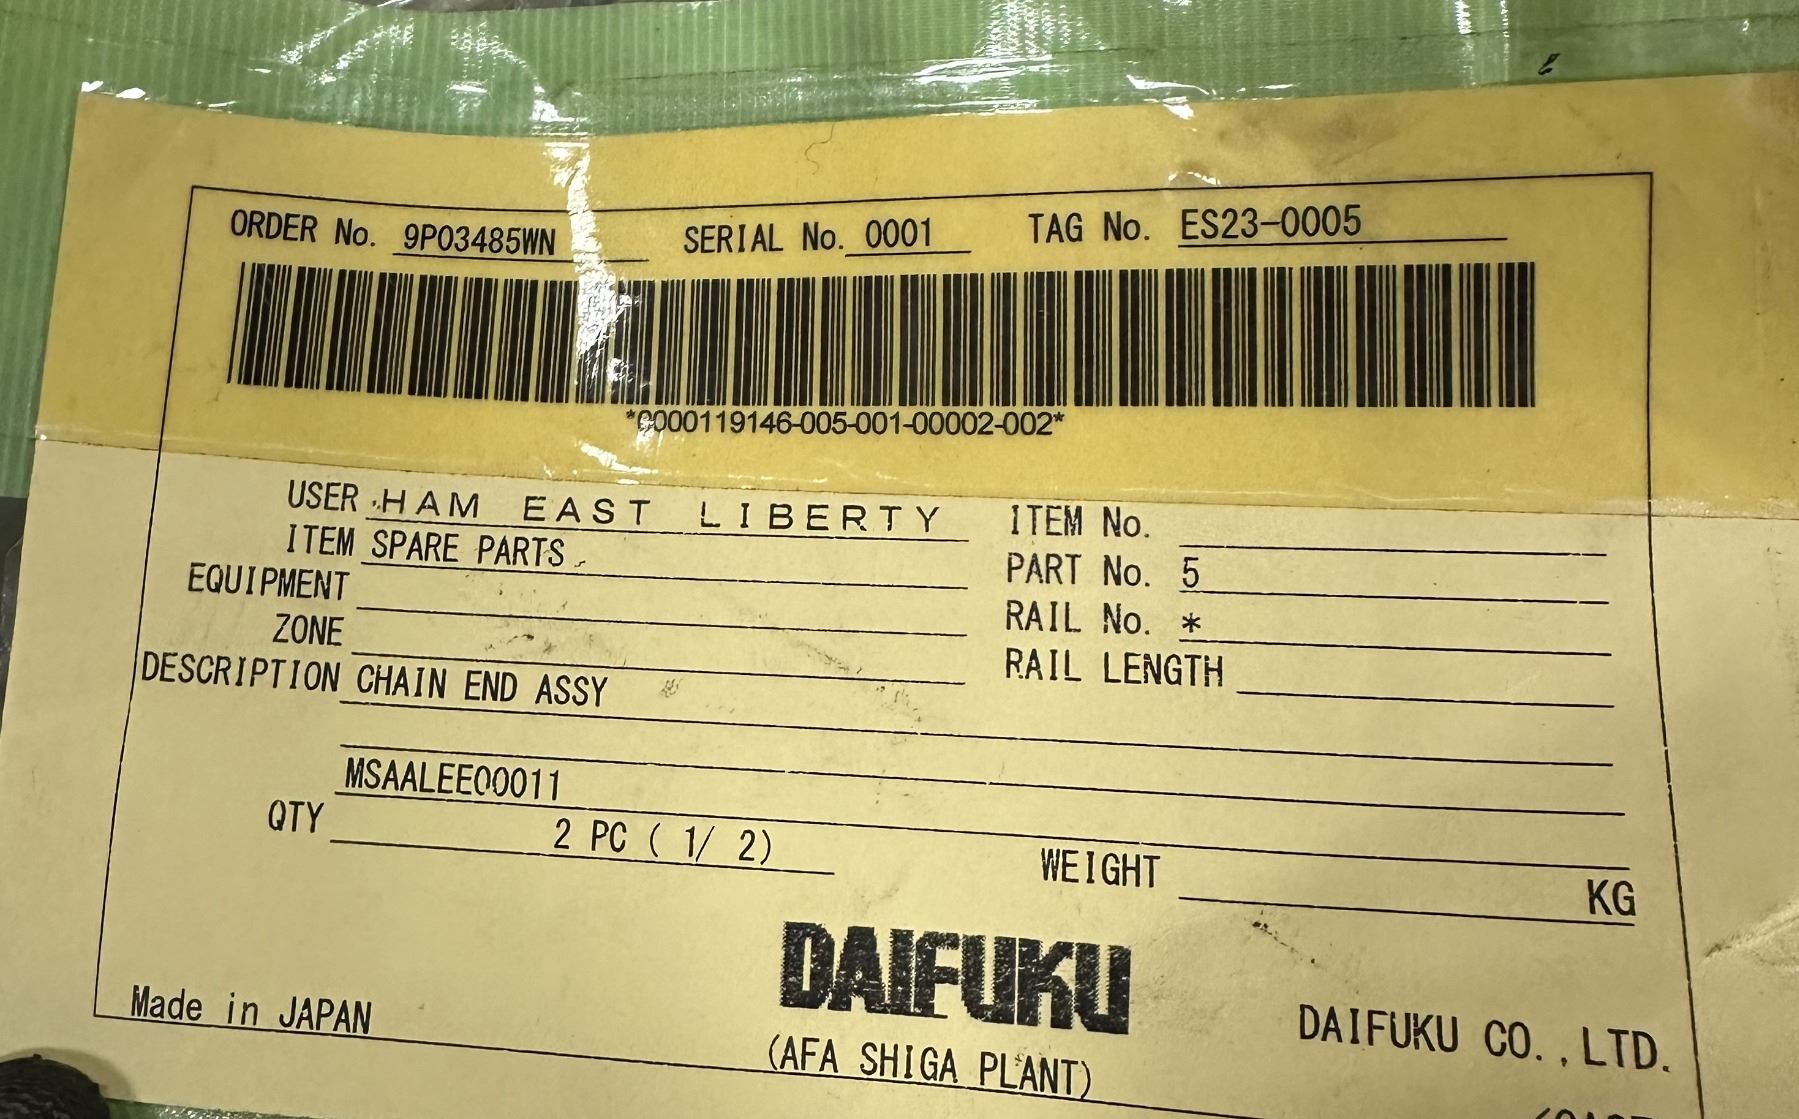 ORDER No. 9P03485WN SERIAL No. 0001 TAG No. ES23-0005
*0000119146-005-001-00002-002*
USER HAM EAST LIBERTY ITEM No.
ITEM SPARE PARTS PART No. 5
EQUIPMENT RAIL No. *
ZONE RAIL LENGTH
DESCRIPTION CHAIN END ASSY
MSAALEE00011
QTY 2 PC ( 1/ 2) WEIGHT KG
DAIFUKU
Made in JAPAN DAIFUKU CO.,LTD.
(AFA SHIGA PLANT)